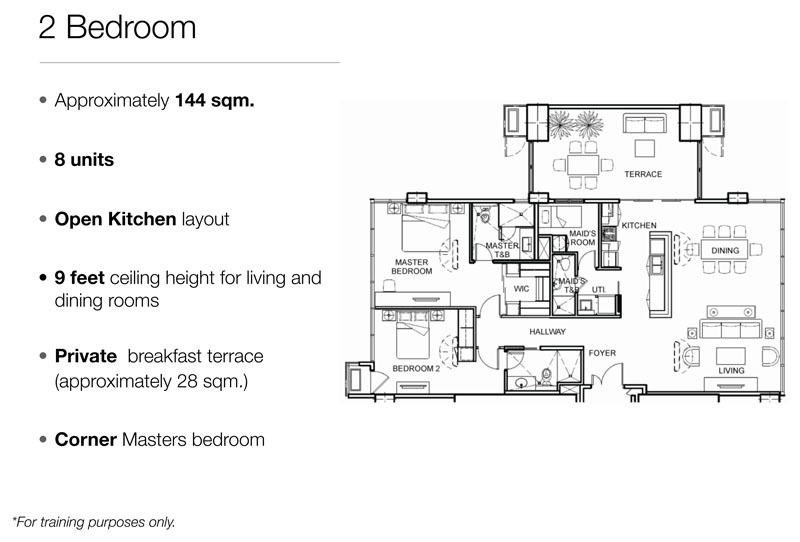 2 Bedroom
• Approximately 144 sqm.
• 8 units
• Open Kitchen layout
• 9 feet ceiling height for living and
dining rooms
• Private breakfast terrace
(approximately 28 sqm.)
• Corner Masters bedroom
TERRACE
KITCHEN
MAID'S
ROOM
MASTER
T&B
DINING
MASTER
BEDROOM
WIC
MAID'S
T&B
UTI.
HALLWAY
FOYER
BEDROOM 2
LIVING
*For training purposes only.